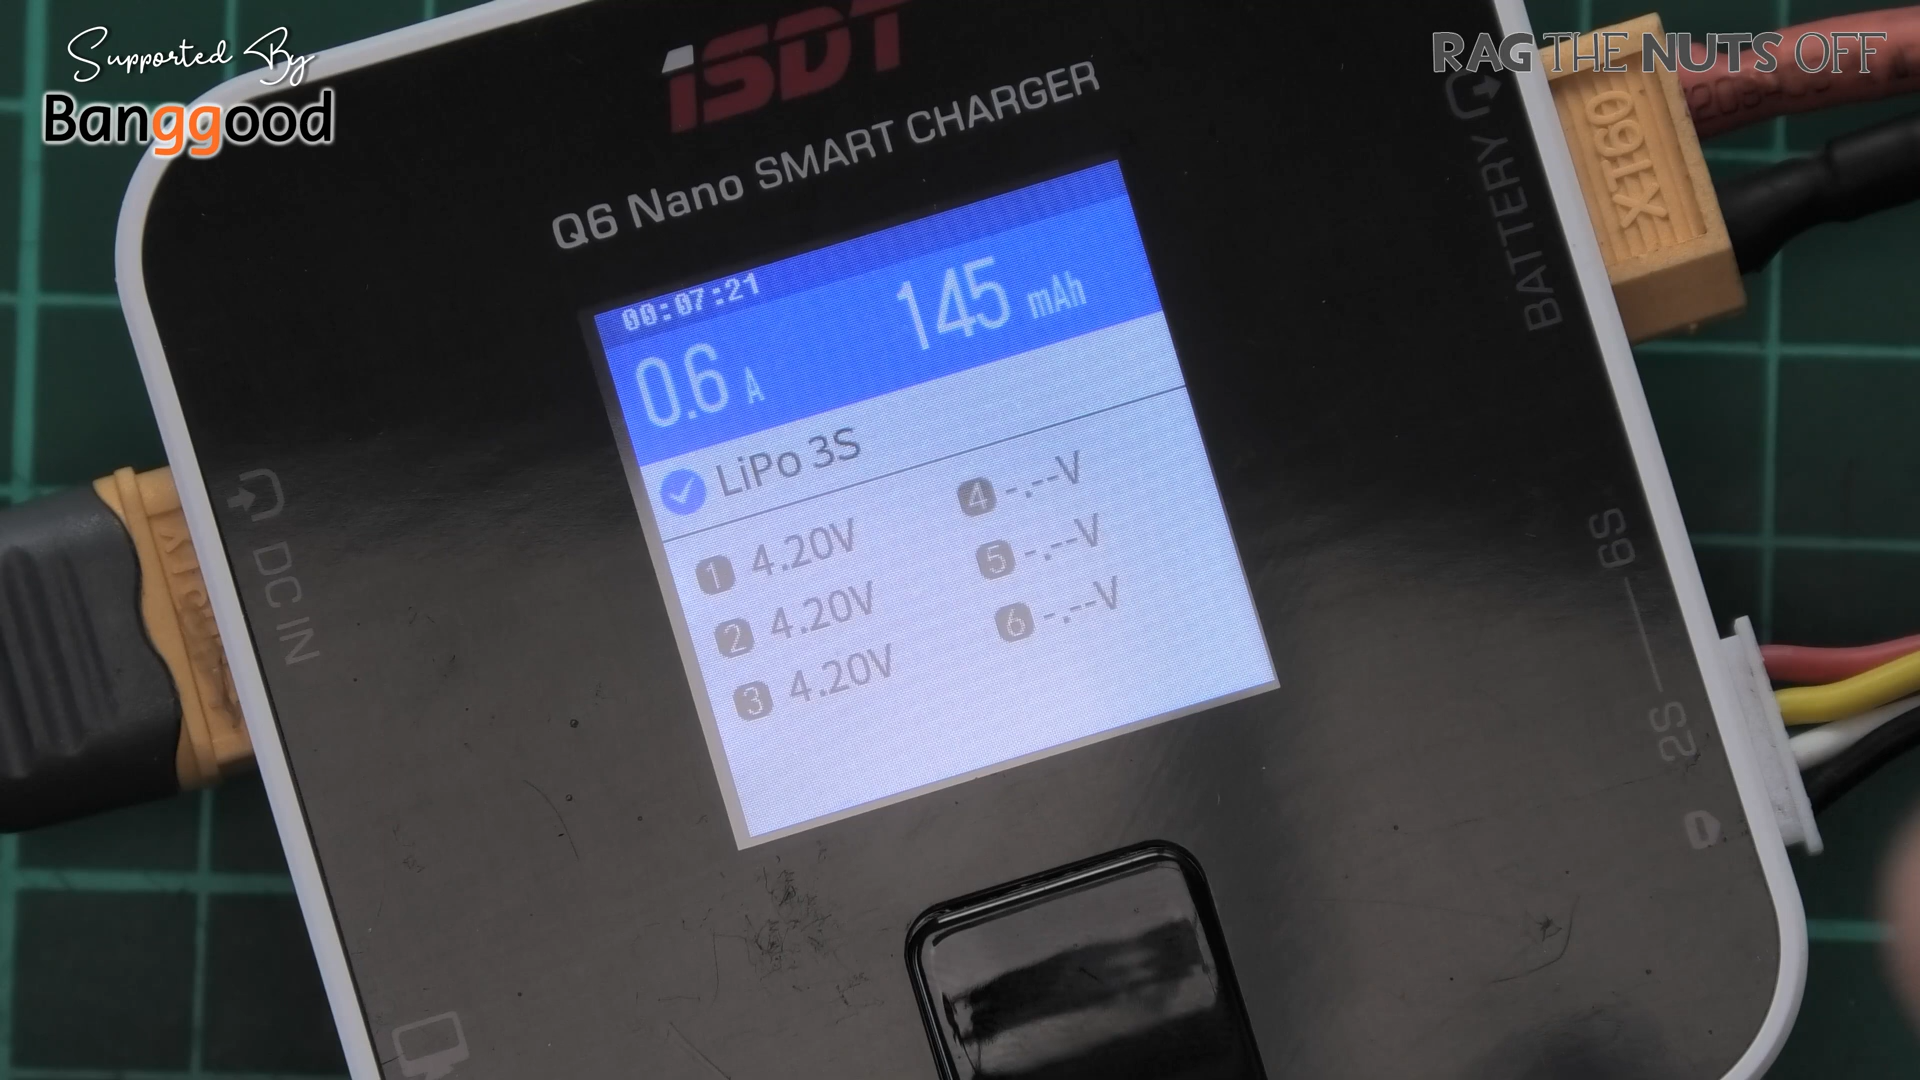 Supported By
Banggood
RAG THE NUTS OFF
iSDT
Q6 Nano SMART CHARGER
00:07:21
0.6 A
145 mAh
LiPo 3S
1 4.20V
2 4.20V
3 4.20V
4 -.--V
5 -.--V
6 -.--V
DC IN
BATTERY
XT60
6S
2S